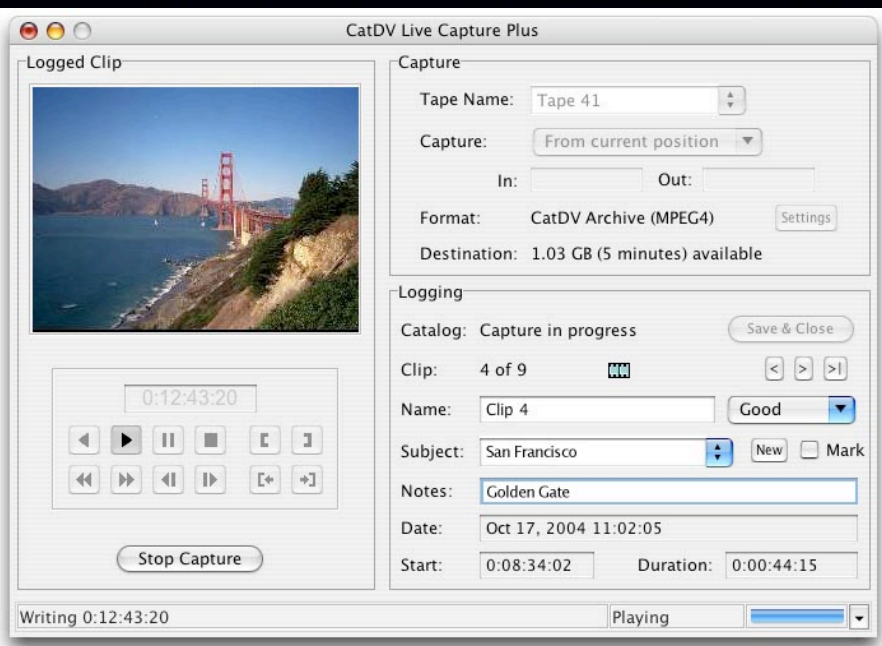 CatDV Live Capture Plus
Logged Clip
0:12:43:20
Stop Capture
Capture
Tape Name: Tape 41
Capture: From current position
In: Out:
Format: CatDV Archive (MPEG4) Settings
Destination: 1.03 GB (5 minutes) available
Logging
Catalog: Capture in progress Save & Close
Clip: 4 of 9 < > >|
Name: Clip 4 Good
Subject: San Francisco New Mark
Notes: Golden Gate
Date: Oct 17, 2004 11:02:05
Start: 0:08:34:02 Duration: 0:00:44:15
Writing 0:12:43:20 Playing